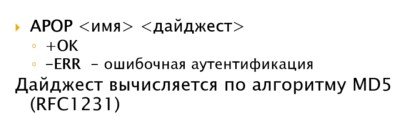 APOP <имя> <дайджест>
+OK
–ERR – ошибочная аутентификация
Дайджест вычисляется по алгоритму MD5
(RFC1231)